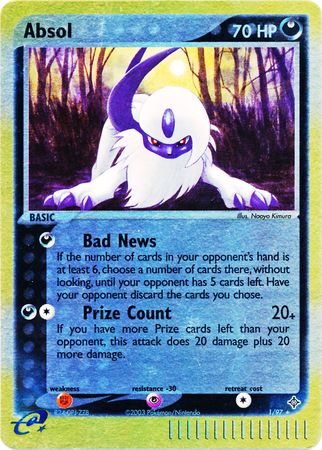 Absol
70 HP
Illus. Naoyo Kimura
BASIC
Bad News
If the number of cards in your opponent's hand is
at least 6, choose a number of cards there, without
looking, until your opponent has 5 cards left. Have
your opponent discard the cards you chose.
Prize Count 20+
If you have more Prize cards left than your
opponent, this attack does 20 damage plus 20
more damage.
weakness
resistance -30
retreat cost
©2003 Pokémon/Nintendo
1/97 ★
e